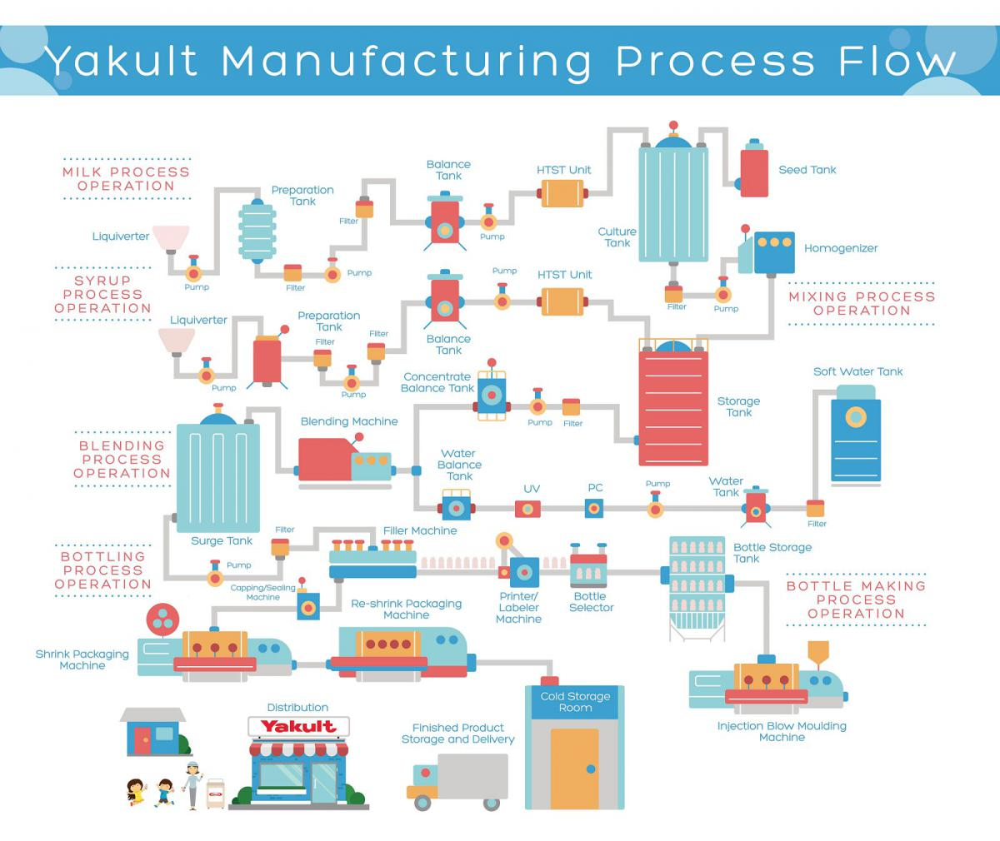 Yakult Manufacturing Process Flow
MILK PROCESS
OPERATION
Liquiverter
Pump
Preparation
Tank
Filter
Pump
Filter
Balance
Tank
Pump
HTST Unit
Culture
Tank
Seed Tank
Homogenizer
Filter
Pump
MIXING PROCESS
OPERATION
SYRUP
PROCESS
OPERATION
Liquiverter
Pump
Preparation
Tank
Filter
Pump
Filter
Balance
Tank
Pump
HTST Unit
Storage
Tank
Soft Water Tank
Concentrate
Balance Tank
Pump
Filter
BLENDING
PROCESS
OPERATION
Blending Machine
Water
Balance
Tank
UV
PC
Pump
Water
Tank
Filter
Surge Tank
BOTTLING
PROCESS
OPERATION
Pump
Filter
Filler Machine
Capping/Sealing
Machine
Printer/
Labeler
Machine
Bottle
Selector
Bottle Storage
Tank
BOTTLE MAKING
PROCESS
OPERATION
Shrink Packaging
Machine
Re-shrink Packaging
Machine
Injection Blow Moulding
Machine
Cold Storage
Room
Distribution
Yakult
Finished Product
Storage and Delivery